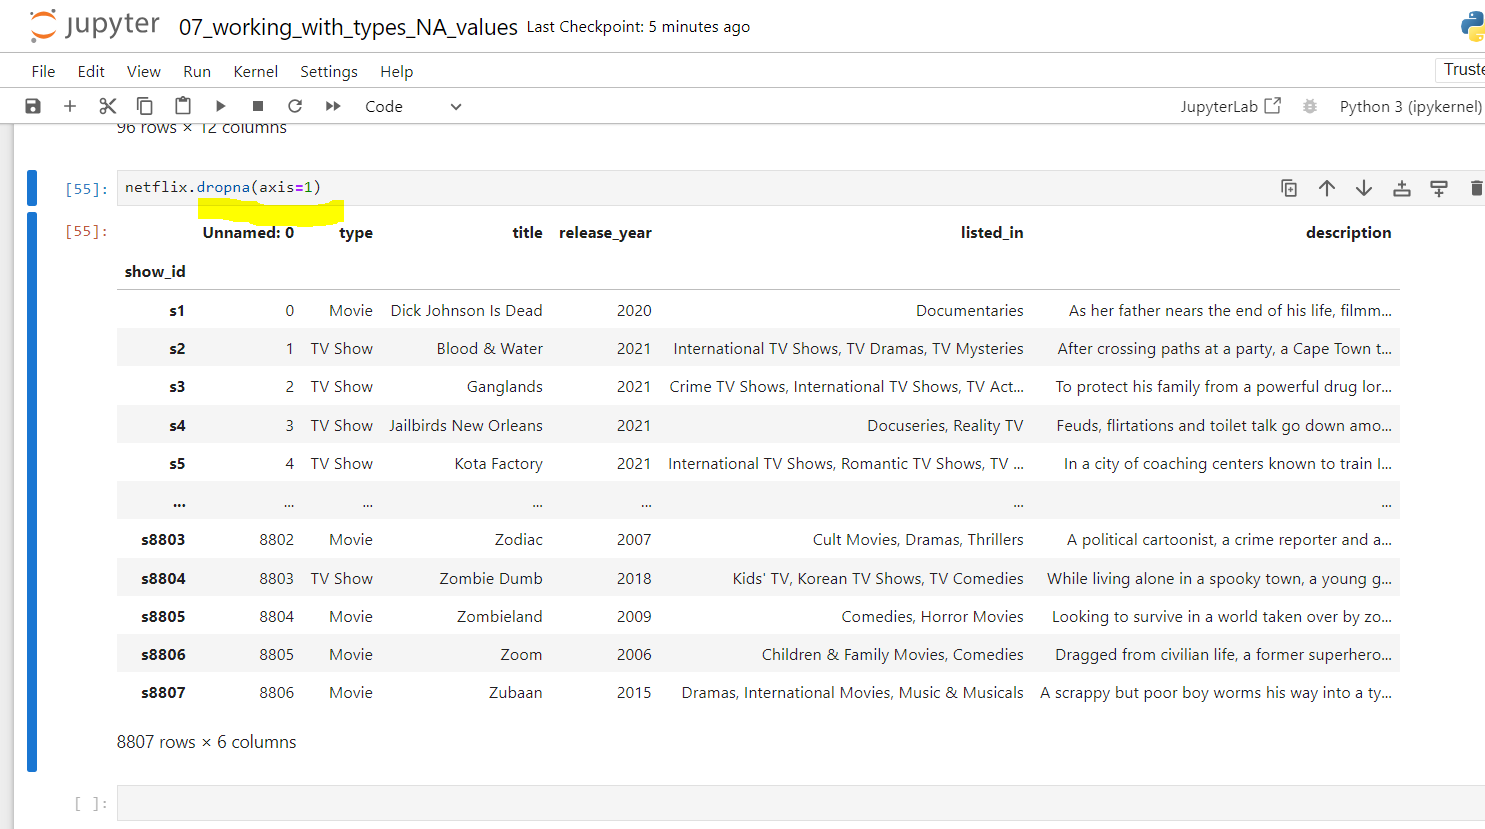 jupyter 07_working_with_types_NA_values Last Checkpoint: 5 minutes ago
File Edit View Run Kernel Settings Help
Truste
Code JupyterLab Python 3 (ipykernel)
96 rows × 12 columns
[55]: netflix.dropna(axis=1)
[55]: Unnamed: 0 type title release_year listed_in description
show_id
s1 0 Movie Dick Johnson Is Dead 2020 Documentaries As her father nears the end of his life, filmm...
s2 1 TV Show Blood & Water 2021 International TV Shows, TV Dramas, TV Mysteries After crossing paths at a party, a Cape Town t...
s3 2 TV Show Ganglands 2021 Crime TV Shows, International TV Shows, TV Act... To protect his family from a powerful drug lor...
s4 3 TV Show Jailbirds New Orleans 2021 Docuseries, Reality TV Feuds, flirtations and toilet talk go down amo...
s5 4 TV Show Kota Factory 2021 International TV Shows, Romantic TV Shows, TV ... In a city of coaching centers known to train I...
... ... ... ... ... ... ...
s8803 8802 Movie Zodiac 2007 Cult Movies, Dramas, Thrillers A political cartoonist, a crime reporter and a...
s8804 8803 TV Show Zombie Dumb 2018 Kids' TV, Korean TV Shows, TV Comedies While living alone in a spooky town, a young g...
s8805 8804 Movie Zombieland 2009 Comedies, Horror Movies Looking to survive in a world taken over by zo...
s8806 8805 Movie Zoom 2006 Children & Family Movies, Comedies Dragged from civilian life, a former superhero...
s8807 8806 Movie Zubaan 2015 Dramas, International Movies, Music & Musicals A scrappy but poor boy worms his way into a ty...
8807 rows × 6 columns
[ ]: